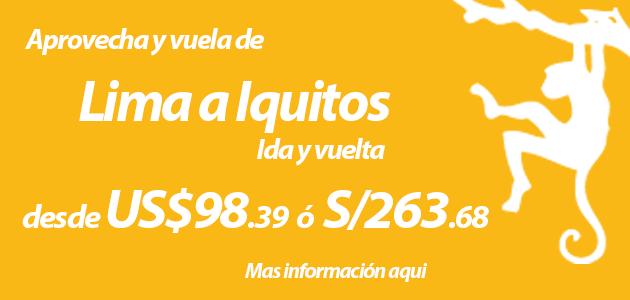 Aprovecha y vuela de
Lima a Iquitos
Ida y vuelta
desde US$98.39 ó S/263.68
Mas información aqui